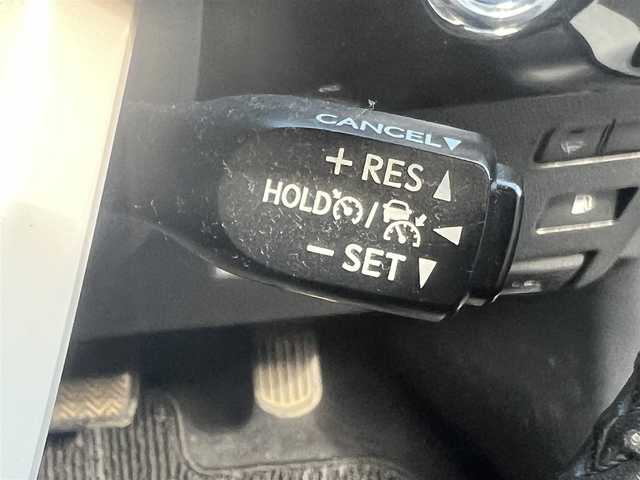 CANCEL▼
+ RES ▲
HOLD / ◀
− SET ▼